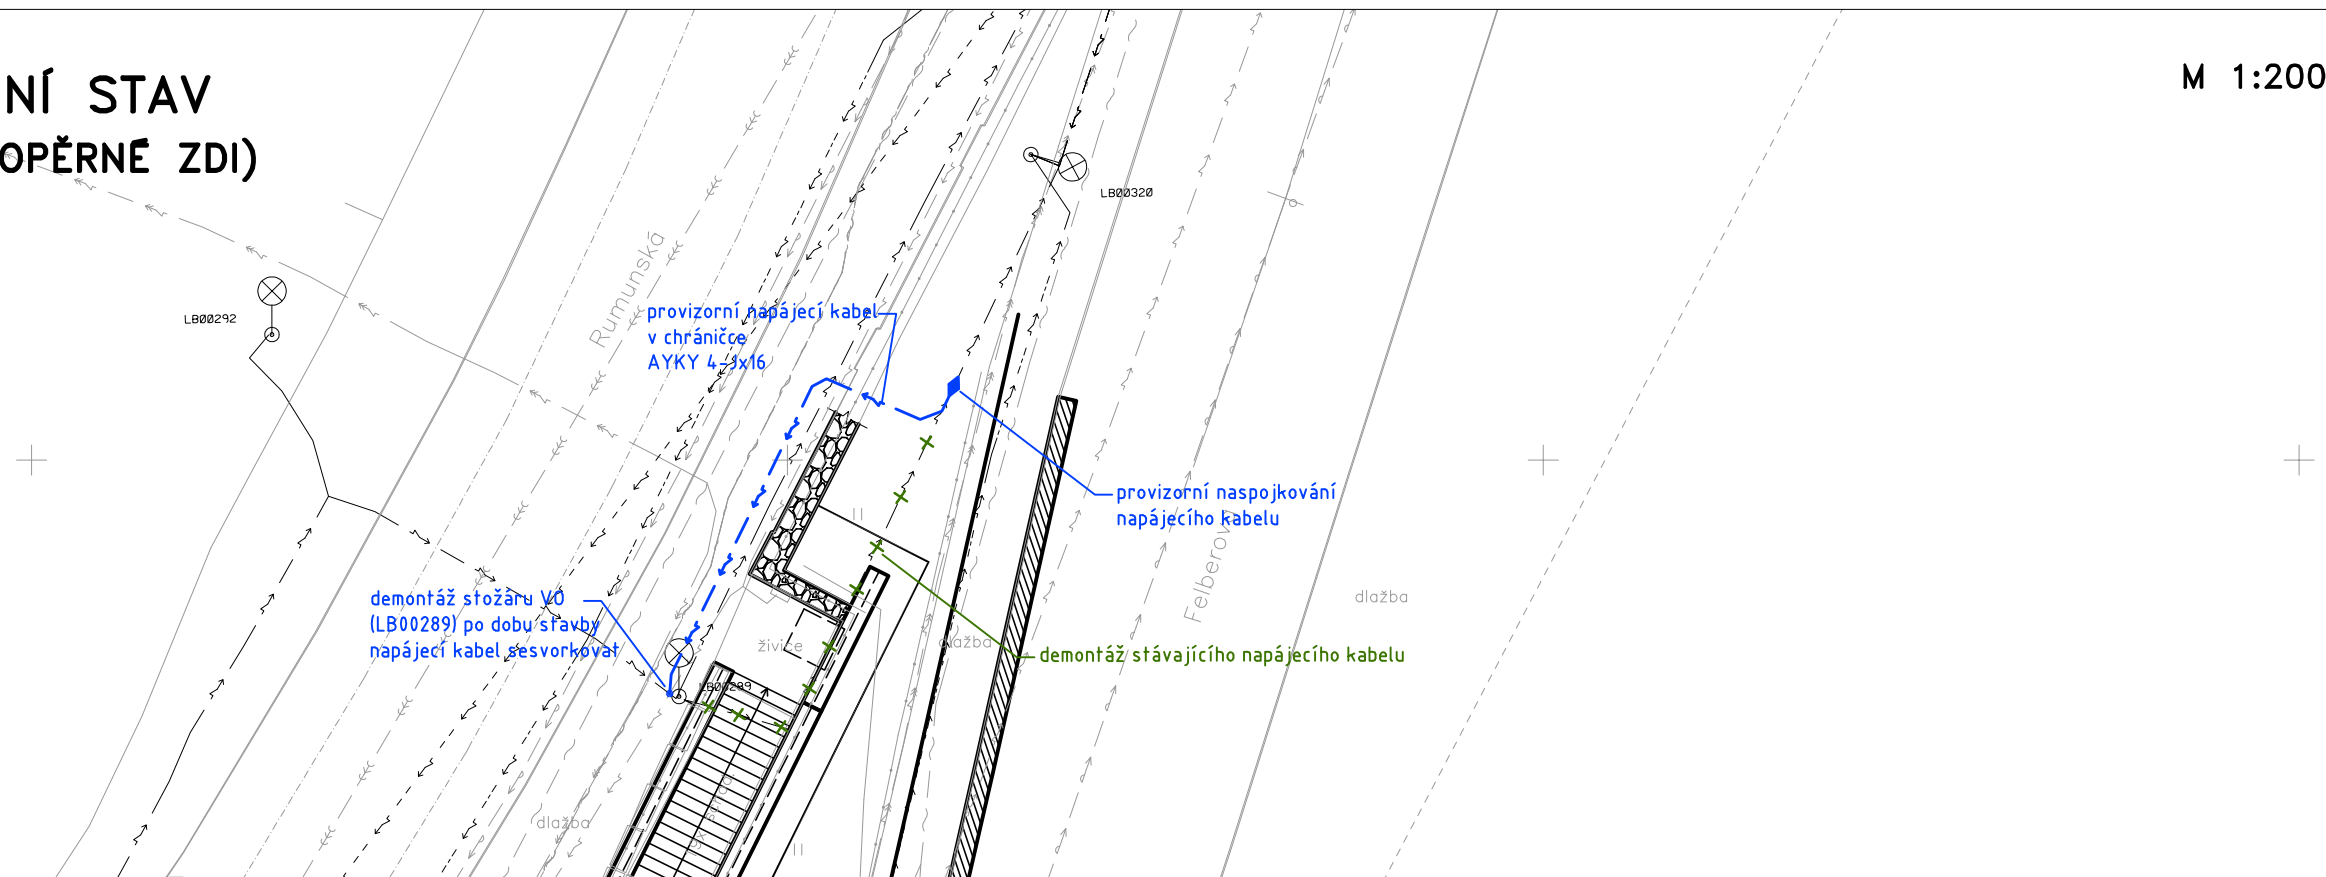 NÍ STAV
OPĚRNÉ ZDI)
M 1:200
LB00320
LB00292
Rumunská
provizorní napájecí kabel
v chráničce
AYKY 4-Jx16
provizorní naspojkování
napájecího kabelu
Felberova
demontáž stožáru VO
(LB00289) po dobu stavby
napájecí kabel sesvorkovat
dlažba
živice
dlažba
demontáž stávajícího napájecího kabelu
LB00289
dlažba